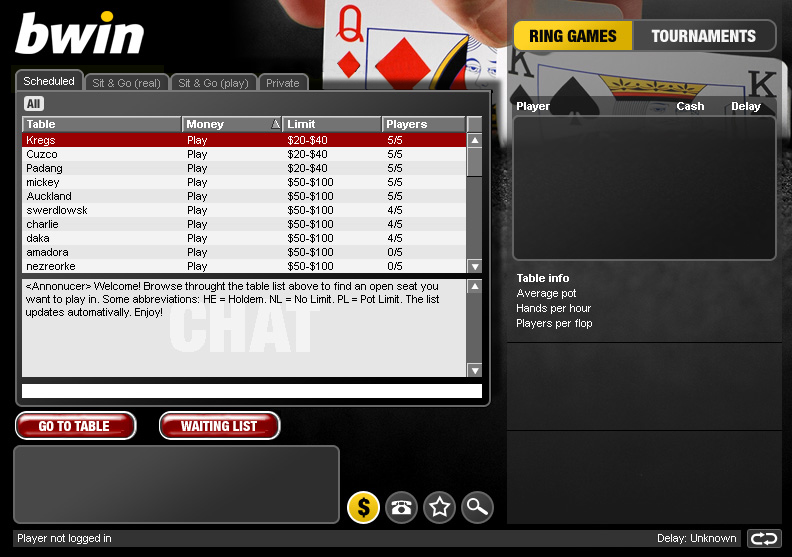 bwin
Q
K
K
RING GAMES
TOURNAMENTS
Scheduled
Sit & Go (real)
Sit & Go (play)
Private
All
Table Money Limit Players
Kregs Play $20-$40 5/5
Cuzco Play $20-$40 5/5
Padang Play $20-$40 5/5
mickey Play $50-$100 5/5
Auckland Play $50-$100 5/5
swerdlowsk Play $50-$100 4/5
charlie Play $50-$100 4/5
daka Play $50-$100 4/5
amadora Play $50-$100 0/5
nezreorke Play $50-$100 0/5
<Annonucer> Welcome! Browse throught the table list above to find an open seat you
want to play in. Some abbreviations: HE = Holdem. NL = No Limit. PL = Pot Limit. The list
updates automativally. Enjoy!
CHAT
Player Cash Delay
Table info
Average pot
Hands per hour
Players per flop
GO TO TABLE
WAITING LIST
$
Player not logged in
Delay: Unknown